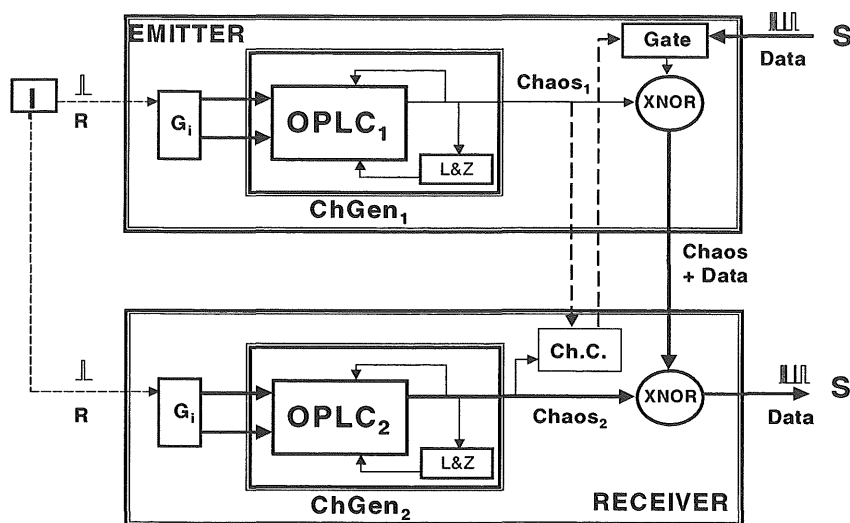 EMITTER
Gate
S
Data
I
R
Gi
OPLC1
Chaos1
XNOR
L&Z
ChGen1
Chaos
+ Data
Ch.C.
R
Gi
OPLC2
Chaos2
XNOR
S
Data
L&Z
ChGen2
RECEIVER